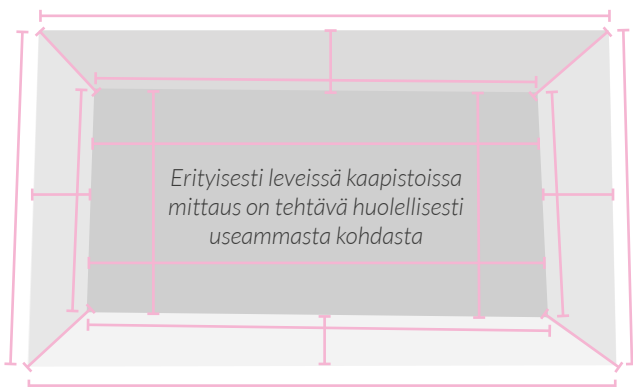 Erityisesti leveissä kaapistoissa
mittaus on tehtävä huolellisesti
useammasta kohdasta